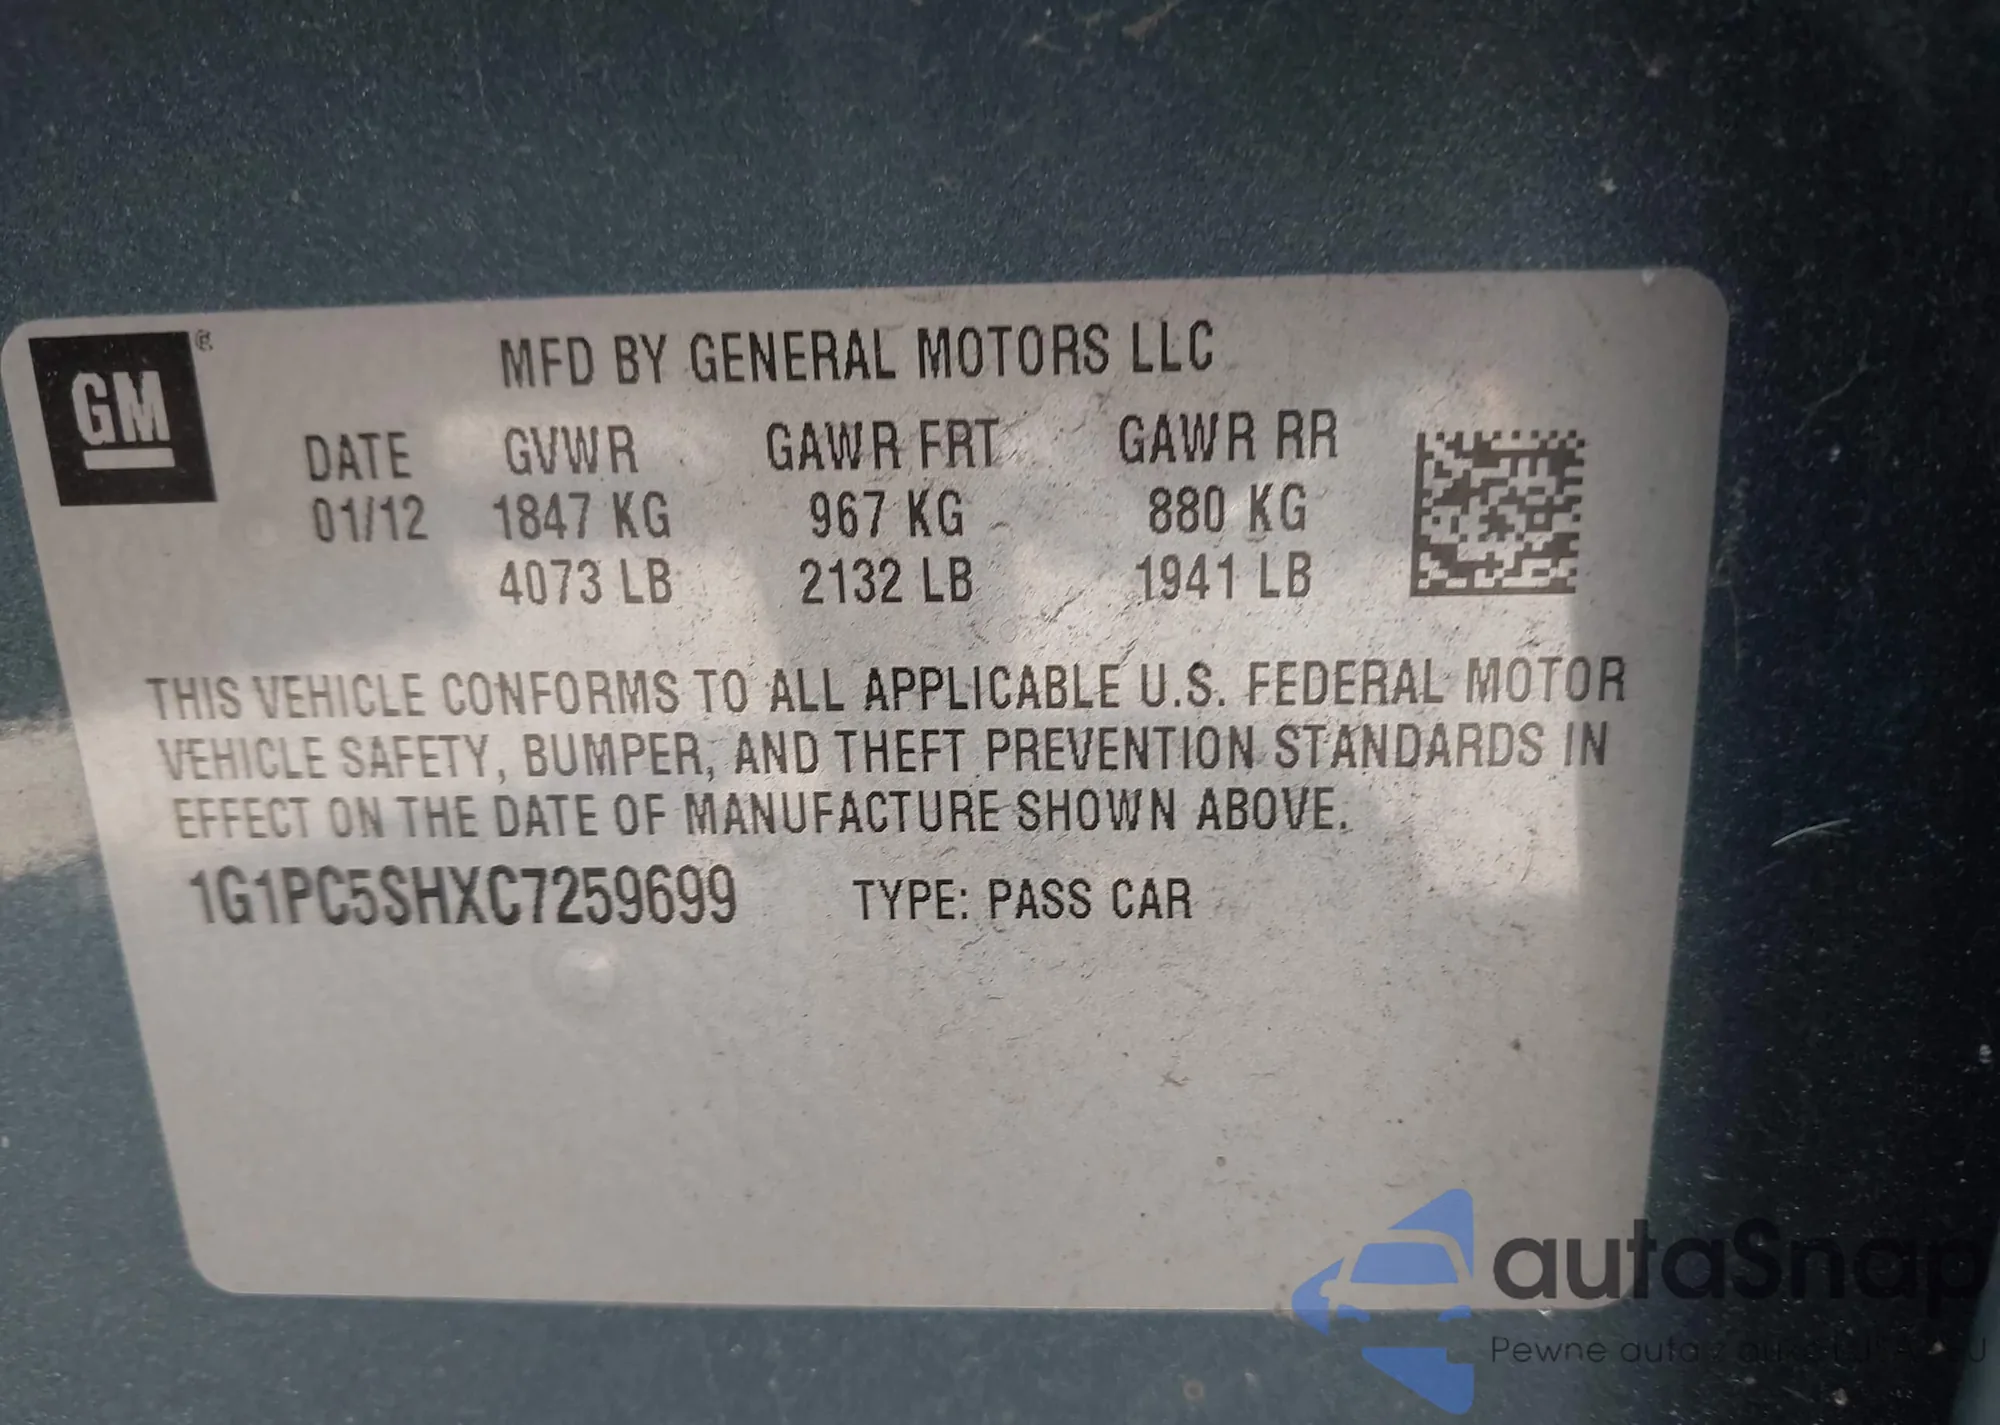 GM ®
MFD BY GENERAL MOTORS LLC
DATE GVWR GAWR FRT GAWR RR
01/12 1847 KG 967 KG 880 KG
4073 LB 2132 LB 1941 LB
THIS VEHICLE CONFORMS TO ALL APPLICABLE U.S. FEDERAL MOTOR
VEHICLE SAFETY, BUMPER, AND THEFT PREVENTION STANDARDS IN
EFFECT ON THE DATE OF MANUFACTURE SHOWN ABOVE.
1G1PC5SHXC7259699 TYPE: PASS CAR
autaSnap
Pewne auta z